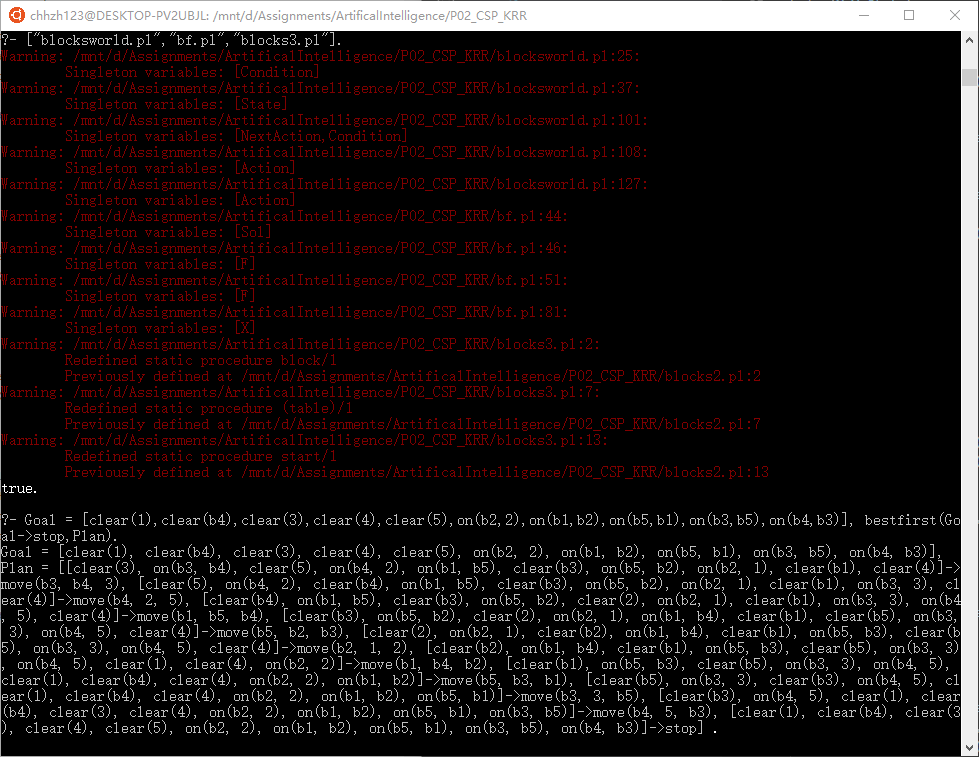 chhzh123@DESKTOP-PV2UBJL: /mnt/d/Assignments/ArtificalIntelligence/P02_CSP_KRR
?- ["blocksworld.pl","bf.pl","blocks3.pl"].
Warning: /mnt/d/Assignments/ArtificalIntelligence/P02_CSP_KRR/blocksworld.pl:25:
Singleton variables: [Condition]
Warning: /mnt/d/Assignments/ArtificalIntelligence/P02_CSP_KRR/blocksworld.pl:37:
Singleton variables: [State]
Warning: /mnt/d/Assignments/ArtificalIntelligence/P02_CSP_KRR/blocksworld.pl:101:
Singleton variables: [NextAction,Condition]
Warning: /mnt/d/Assignments/ArtificalIntelligence/P02_CSP_KRR/blocksworld.pl:103:
Singleton variables: [Action]
Warning: /mnt/d/Assignments/ArtificalIntelligence/P02_CSP_KRR/blocksworld.pl:127:
Singleton variables: [Action]
Warning: /mnt/d/Assignments/ArtificalIntelligence/P02_CSP_KRR/bf.pl:44:
Singleton variables: [Sol]
Warning: /mnt/d/Assignments/ArtificalIntelligence/P02_CSP_KRR/bf.pl:46:
Singleton variables: [F]
Warning: /mnt/d/Assignments/ArtificalIntelligence/P02_CSP_KRR/bf.pl:51:
Singleton variables: [F]
Warning: /mnt/d/Assignments/ArtificalIntelligence/P02_CSP_KRR/bf.pl:31:
Singleton variables: [X]
Warning: /mnt/d/Assignments/ArtificalIntelligence/P02_CSP_KRR/blocks3.pl:2:
Redefined static procedure block/1
Previously defined at /mnt/d/Assignments/ArtificalIntelligence/P02_CSP_KRR/blocks2.pl:2
Warning: /mnt/d/Assignments/ArtificalIntelligence/P02_CSP_KRR/blocks3.pl:7:
Redefined static procedure (table)/1
Previously defined at /mnt/d/Assignments/ArtificalIntelligence/P02_CSP_KRR/blocks2.pl:7
Warning: /mnt/d/Assignments/ArtificalIntelligence/P02_CSP_KRR/blocks3.pl:13:
Redefined static procedure start/1
Previously defined at /mnt/d/Assignments/ArtificalIntelligence/P02_CSP_KRR/blocks2.pl:13
true.
?- Goal = [clear(1),clear(b4),clear(3),clear(4),clear(5),on(b2,2),on(b1,b2),on(b5,b1),on(b3,b5),on(b4,b3)], bestfirst(Go
al->stop,Plan).
Goal = [clear(1), clear(b4), clear(3), clear(4), clear(5), on(b2, 2), on(b1, b2), on(b5, b1), on(b3, b5), on(b4, b3)],
Plan = [[clear(3), on(b3, b4), clear(5), on(b4, 2), on(b1, b5), clear(b3), on(b5, b2), on(b2, 1), clear(b1), clear(4)]->
move(b3, b4, 3), [clear(5), on(b4, 2), clear(b4), on(b1, b5), clear(b3), on(b5, b2), on(b2, 1), clear(b1), on(b3, 3), cl
ear(4)]->move(b4, 2, 5), [clear(b4), on(b1, b5), clear(b3), on(b5, b2), clear(2), on(b2, 1), clear(b1), on(b3, 3), on(b4
, 5), clear(4)]->move(b1, b5, b4), [clear(b3), on(b5, b2), clear(2), on(b2, 1), on(b1, b4), clear(b1), clear(b5), on(b3,
3), on(b4, 5), clear(4)]->move(b5, b2, b3), [clear(2), on(b2, 1), clear(b2), on(b1, b4), clear(b1), on(b5, b3), clear(b
5), on(b3, 3), on(b4, 5), clear(4)]->move(b2, 1, 2), [clear(b2), on(b1, b4), clear(b1), on(b5, b3), clear(b5), on(b3, 3)
, on(b4, 5), clear(1), clear(4), on(b2, 2)]->move(b1, b4, b2), [clear(b1), on(b5, b3), clear(b5), on(b3, 3), on(b4, 5),
clear(1), clear(b4), clear(4), on(b2, 2), on(b1, b2)]->move(b5, b3, b1), [clear(b5), on(b3, 3), clear(b3), on(b4, 5), cl
ear(1), clear(b4), clear(4), on(b2, 2), on(b1, b2), on(b5, b1)]->move(b3, 3, b5), [clear(b3), on(b4, 5), clear(1), clear
(b4), clear(3), clear(4), on(b2, 2), on(b1, b2), on(b5, b1), on(b3, b5)]->move(b4, 5, b3), [clear(1), clear(b4), clear(3
), clear(4), clear(5), on(b2, 2), on(b1, b2), on(b5, b1), on(b3, b5), on(b4, b3)]->stop] .